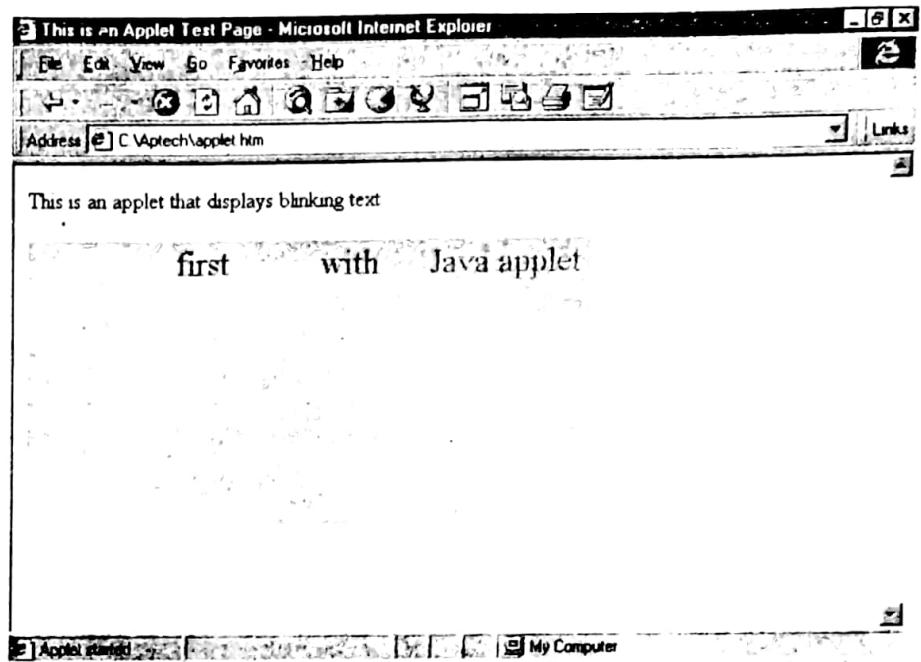 This is an Applet Test Page - Microsoft Internet Explorer
File Edit View Go Favorites Help
Address C \Aptech\applet htm Links
This is an applet that displays blinking text
first with Java applet
Applet started My Computer